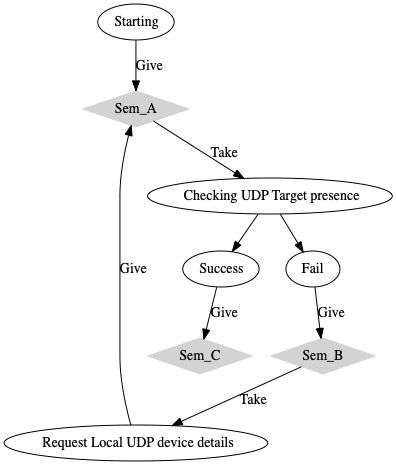 Starting
Give
Sem_A
Take
Checking UDP Target presence
Success
Fail
Give
Give
Give
Sem_C
Sem_B
Take
Request Local UDP device details